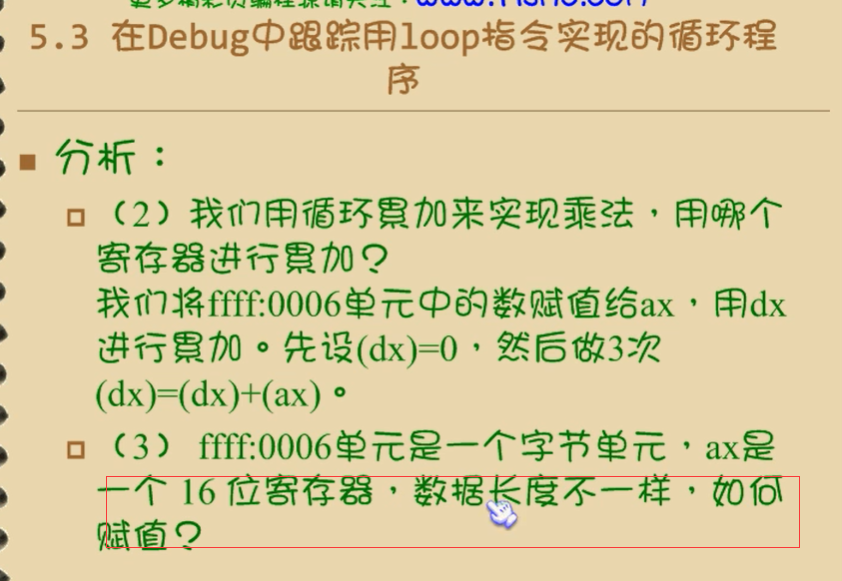 5.3 在Debug中跟踪用loop指令实现的循环程
序
分析：
（2）我们用循环累加来实现乘法，用哪个
寄存器进行累加？
我们将ffff:0006单元中的数赋值给ax，用dx
进行累加。先设(dx)=0，然后做3次
(dx)=(dx)+(ax)。
（3） ffff:0006单元是一个字节单元，ax是
一个 16 位寄存器，数据长度不一样，如何
赋值？